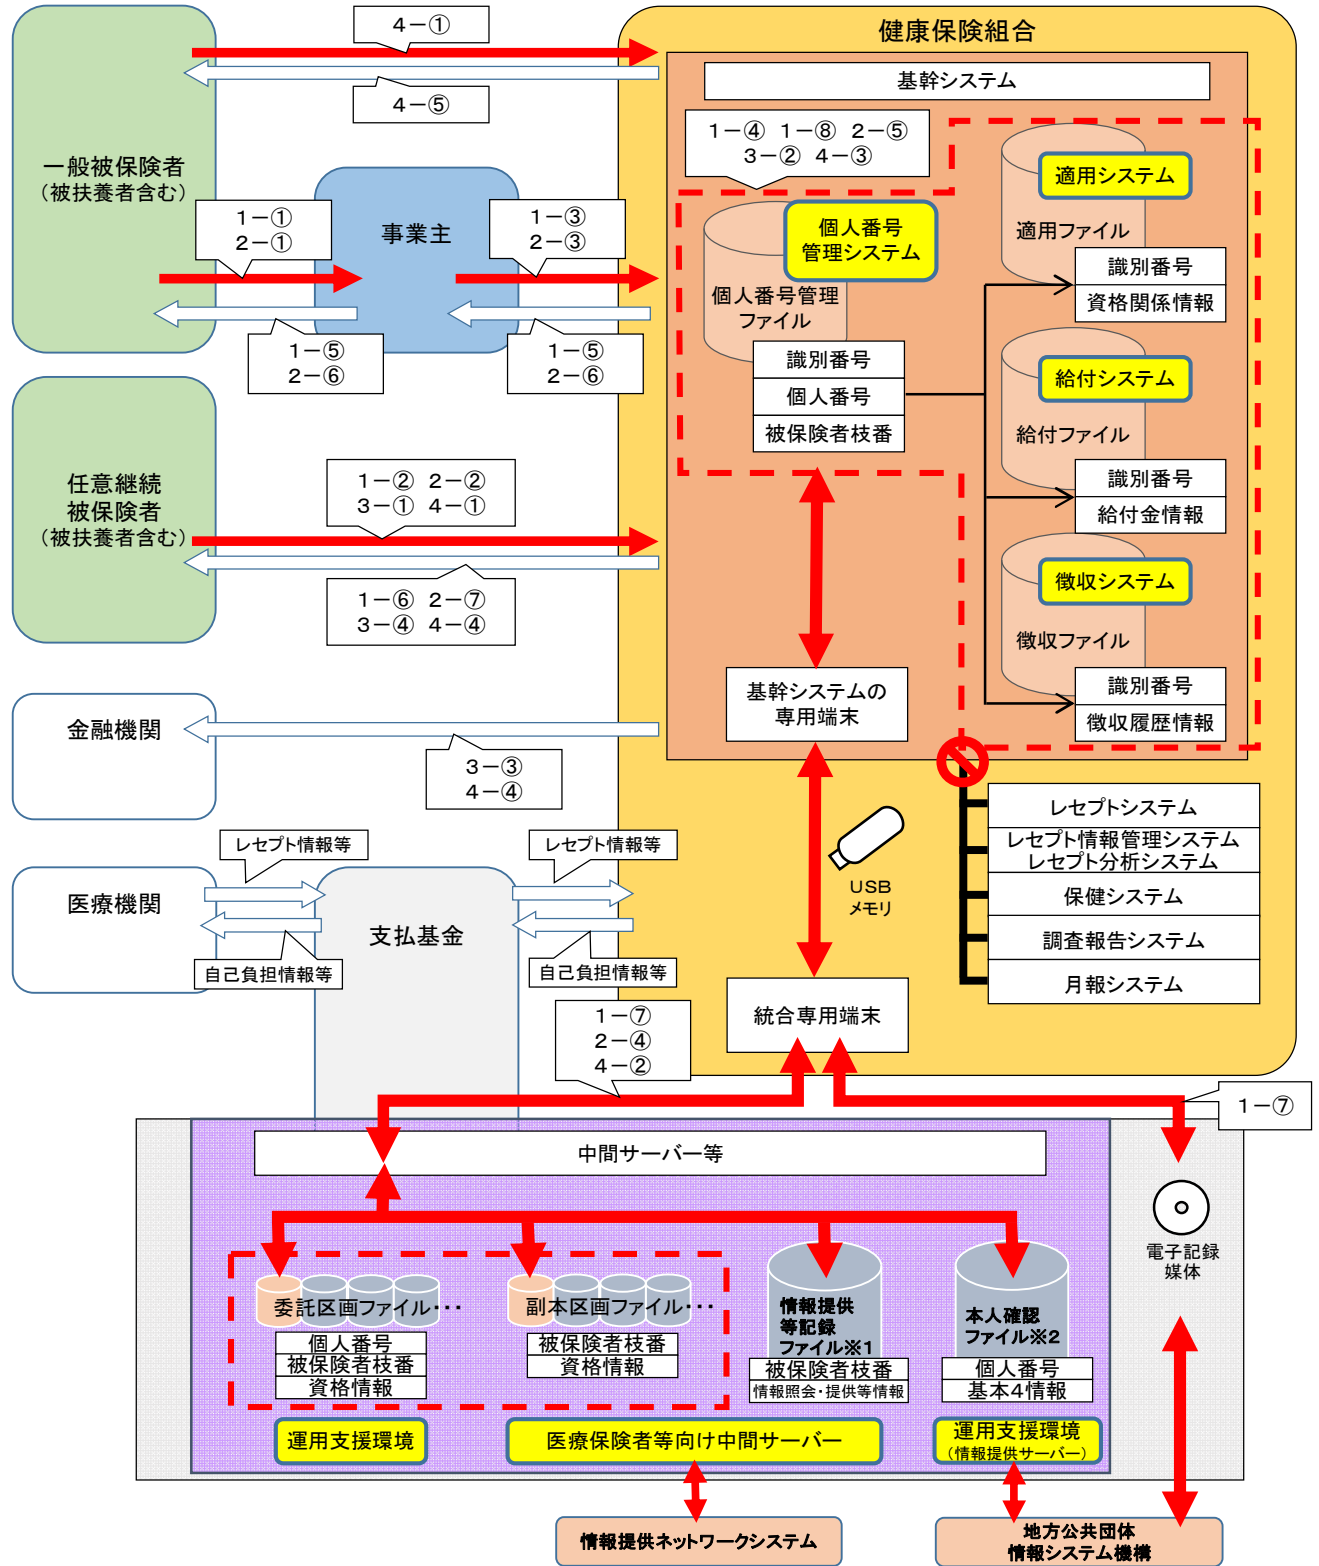 4－①
4－⑤
一般被保険者
（被扶養者含む）
1－①
2－①
事業主
1－③
2－③
1－⑤
2－⑥
1－⑤
2－⑥
任意継続
被保険者
（被扶養者含む）
1－② 2－②
3－① 4－①
1－⑥ 2－⑦
3－④ 4－④
金融機関
3－③
4－④
医療機関
レセプト情報等
自己負担情報等
支払基金
レセプト情報等
自己負担情報等
1－⑦
2－④
4－②
健康保険組合
基幹システム
1－④ 1－⑧ 2－⑤
3－② 4－③
個人番号
管理システム
個人番号管理
ファイル
識別番号
個人番号
被保険者枝番
適用システム
適用ファイル
識別番号
資格関係情報
給付システム
給付ファイル
識別番号
給付金情報
徴収システム
徴収ファイル
識別番号
徴収履歴情報
基幹システムの
専用端末
USB
メモリ
レセプトシステム
レセプト情報管理システム
レセプト分析システム
保健システム
調査報告システム
月報システム
統合専用端末
1－⑦
中間サーバー等
電子記録
媒体
委託区画ファイル・・・
個人番号
被保険者枝番
資格情報
副本区画ファイル・・・
被保険者枝番
資格情報
情報提供
等記録
ファイル※1
被保険者枝番
情報照会・提供等情報
本人確認
ファイル※2
個人番号
基本4情報
運用支援環境
医療保険者等向け中間サーバー
運用支援環境
（情報提供サーバー）
情報提供ネットワークシステム
地方公共団体
情報システム機構